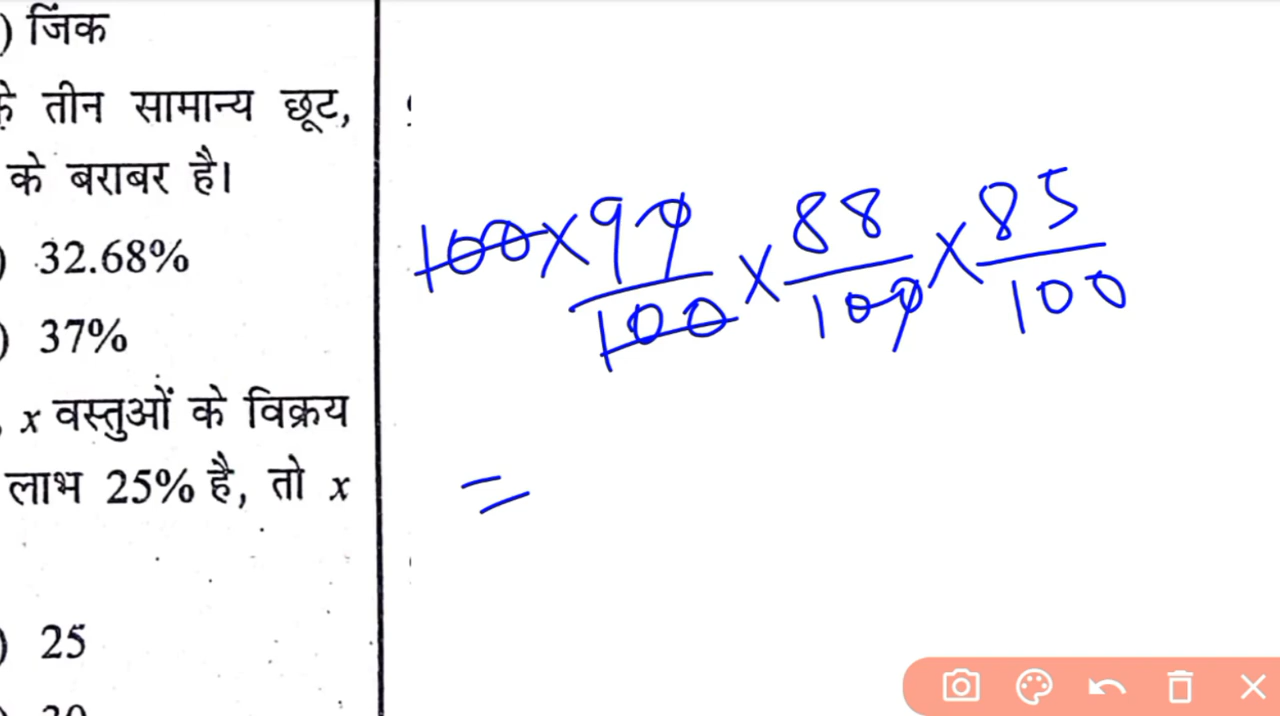 ) जिंक
के तीन सामान्य छूट,
के बराबर है।
) 32.68%
) 37%
x वस्तुओं के विक्रय
लाभ 25% है, तो x
) 25
100 × 90/100 × 88/100 × 85/100
=